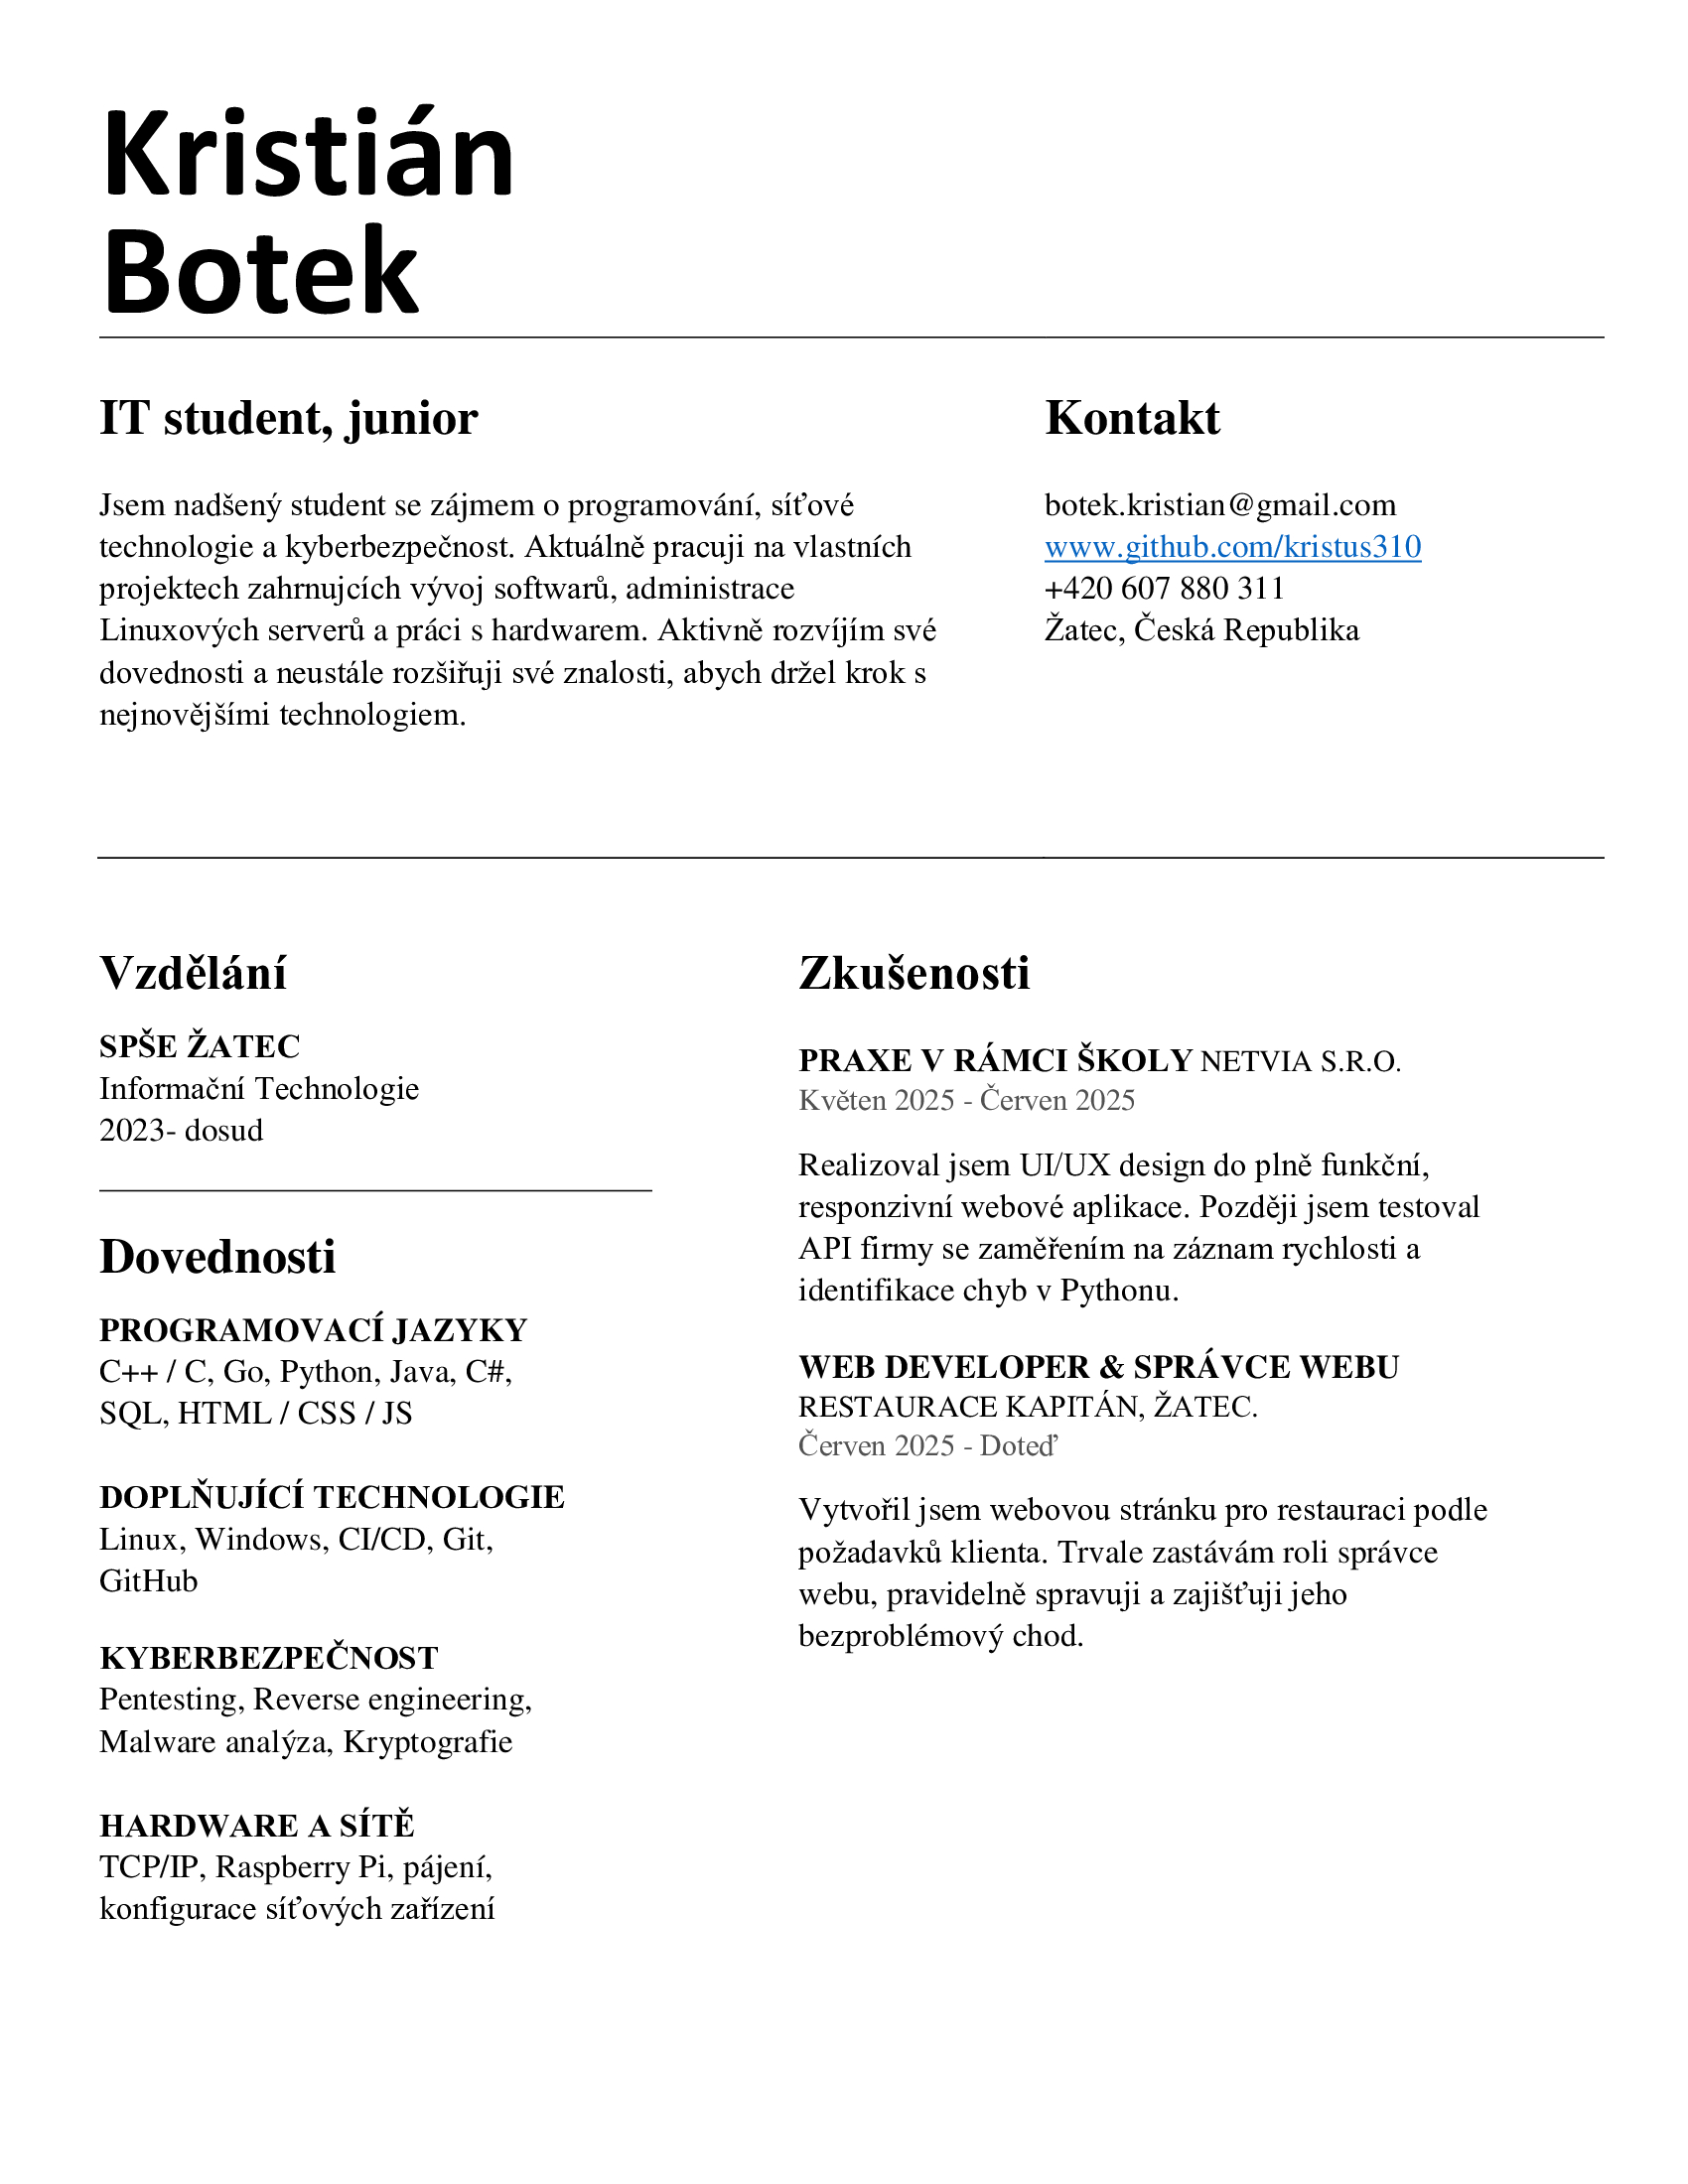 Kristián
Botek
IT student, junior
Jsem nadšený student se zájmem o programování, síťové
technologie a kyberbezpečnost. Aktuálně pracuji na vlastních
projektech zahrnujcích vývoj softwarů, administrace
Linuxových serverů a práci s hardwarem. Aktivně rozvíjím své
dovednosti a neustále rozšiřuji své znalosti, abych držel krok s
nejnovějšími technologiem.
Kontakt
botek.kristian@gmail.com
www.github.com/kristus310
+420 607 880 311
Žatec, Česká Republika
Vzdělání
SPŠE ŽATEC
Informační Technologie
2023- dosud
Dovednosti
PROGRAMOVACÍ JAZYKY
C++ / C, Go, Python, Java, C#,
SQL, HTML / CSS / JS
DOPLŇUJÍCÍ TECHNOLOGIE
Linux, Windows, CI/CD, Git,
GitHub
KYBERBEZPEČNOST
Pentesting, Reverse engineering,
Malware analýza, Kryptografie
HARDWARE A SÍTĚ
TCP/IP, Raspberry Pi, pájení,
konfigurace síťových zařízení
Zkušenosti
PRAXE V RÁMCI ŠKOLY NETVIA S.R.O.
Květen 2025 - Červen 2025
Realizoval jsem UI/UX design do plně funkční,
responzivní webové aplikace. Později jsem testoval
API firmy se zaměřením na záznam rychlosti a
identifikace chyb v Pythonu.
WEB DEVELOPER & SPRÁVCE WEBU
RESTAURACE KAPITÁN, ŽATEC.
Červen 2025 - Doteď
Vytvořil jsem webovou stránku pro restauraci podle
požadavků klienta. Trvale zastávám roli správce
webu, pravidelně spravuji a zajišťuji jeho
bezproblémový chod.